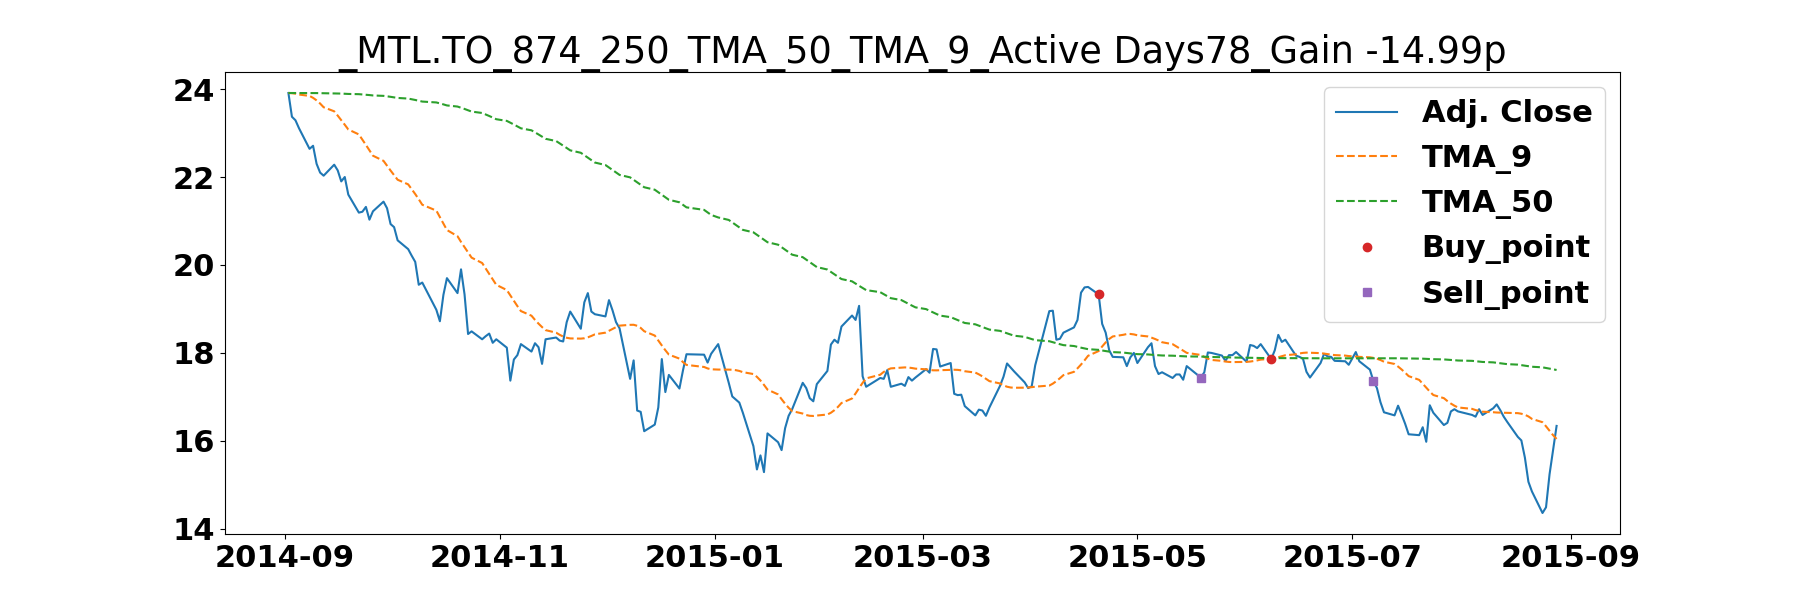 _MTL.TO_874_250_TMA_50_TMA_9_Active Days78_Gain -14.99p
24
22
20
18
16
14
2014-09 2014-11 2015-01 2015-03 2015-05 2015-07 2015-09
Adj. Close
TMA_9
TMA_50
Buy_point
Sell_point